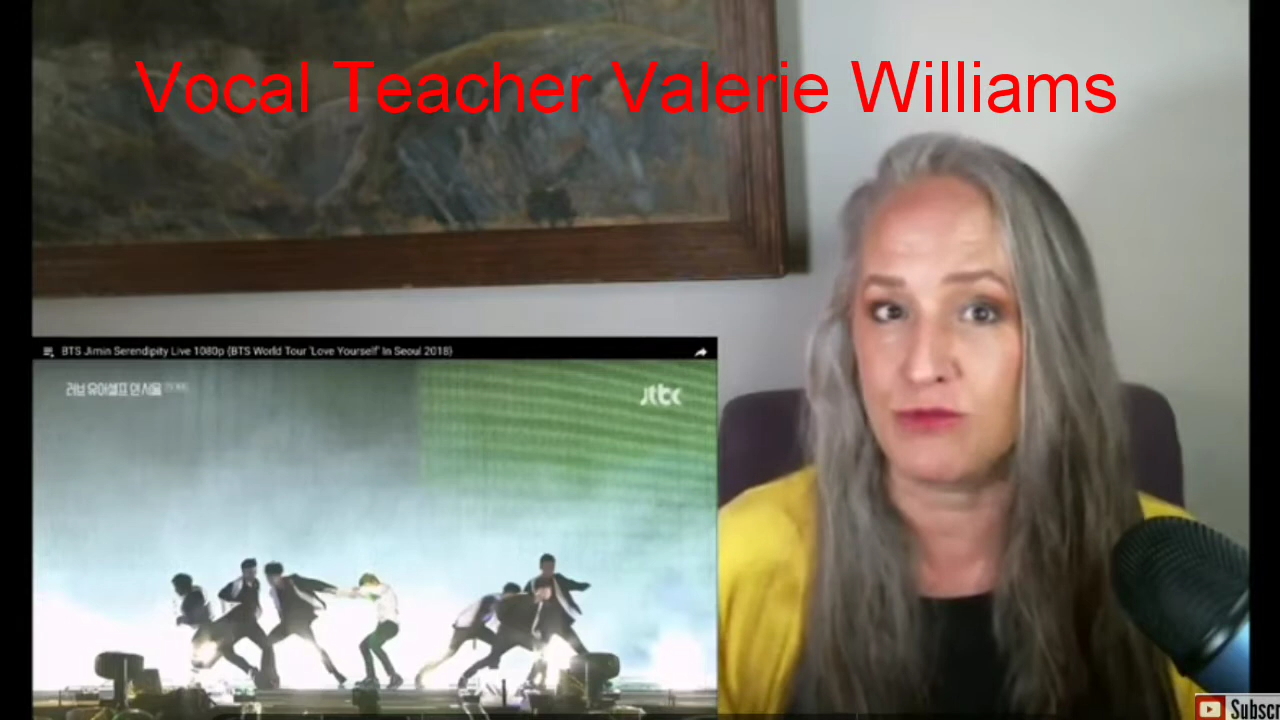 Vocal Teacher Valerie Williams
BTS Jimin Serendipity Live 1080p (BTS World Tour 'Love Yourself' In Seoul 2018)
러브 유어셀프 인 서울
jtbc
Subscr